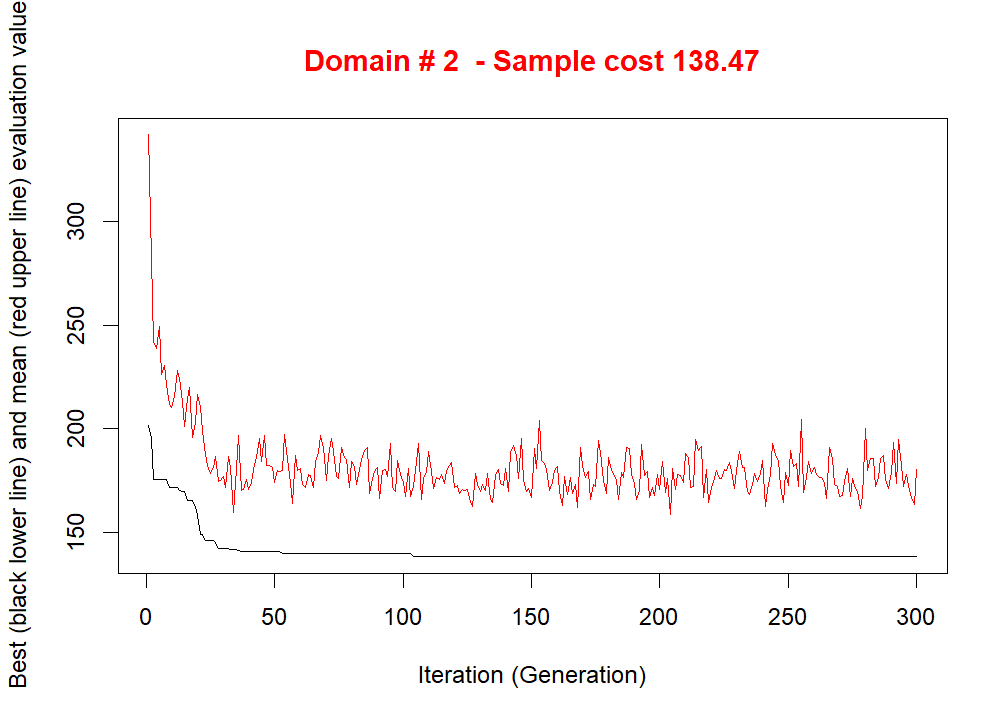 Domain # 2  - Sample cost 138.47
Best (black lower line) and mean (red upper line) evaluation value
300
250
200
150
0 50 100 150 200 250 300
Iteration (Generation)